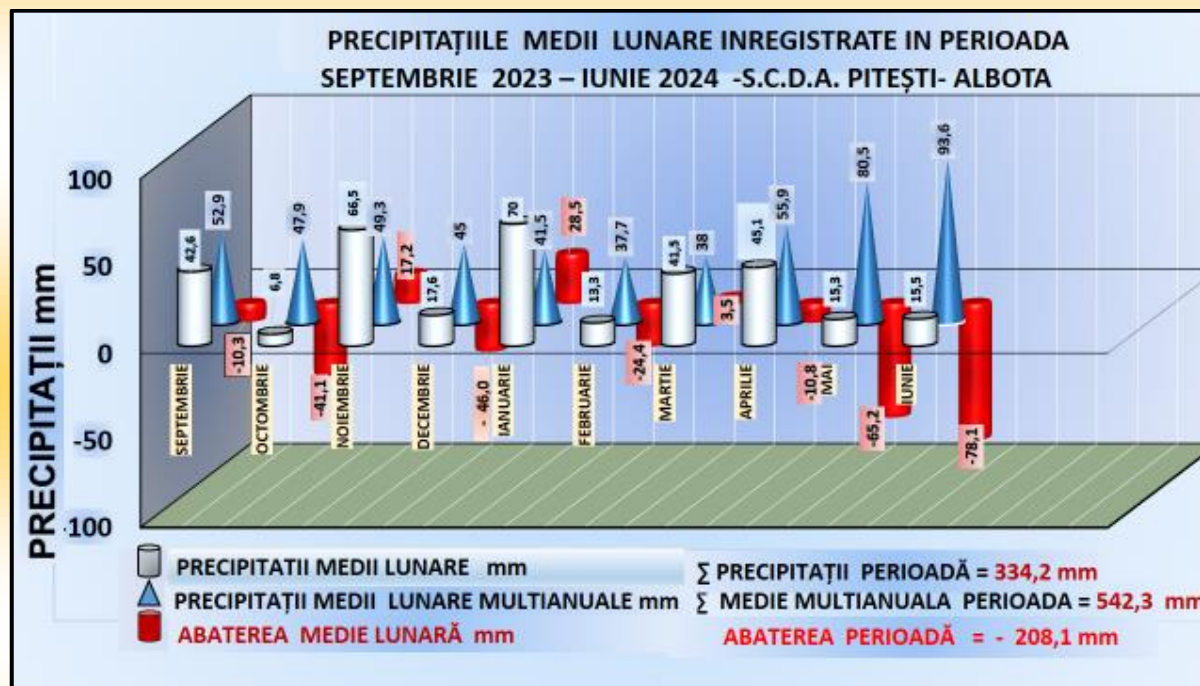 PRECIPITAȚIILE MEDII LUNARE INREGISTRATE IN PERIOADA
SEPTEMBRIE 2023 – IUNIE 2024 -S.C.D.A. PITEȘTI- ALBOTA
PRECIPITAȚII mm
100
50
0
-50
-100
42,6
52,9
-10,3
6,8
47,9
-41,1
66,5
49,3
17,2
17,6
45
- 46,0
70
41,5
28,5
13,3
37,7
-24,4
41,5
38
3,5
45,1
55,9
-10,8
15,3
80,5
-65,2
15,5
93,6
-78,1
SEPTEMBRIE
OCTOMBRIE
NOIEMBRIE
DECEMBRIE
IANUARIE
FEBRUARIE
MARTIE
APRILIE
MAI
IUNIE
PRECIPITATII MEDII LUNARE mm
PRECIPITAȚII MEDII LUNARE MULTIANUALE mm
ABATEREA MEDIE LUNARĂ mm
∑ PRECIPITAȚII PERIOADĂ = 334,2 mm
∑ MEDIE MULTIANUALA PERIOADA = 542,3 mm
ABATEREA PERIOADĂ = - 208,1 mm